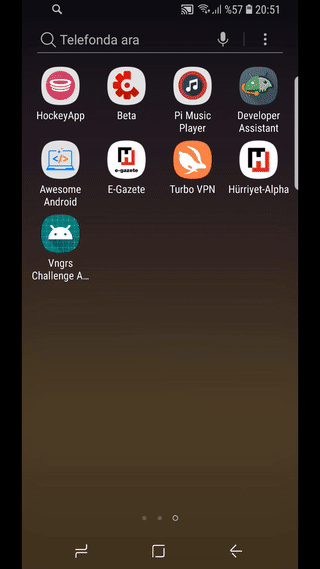 %57 20:51
Telefonda ara
HockeyApp
Beta
Pi Music
Player
Developer
Assistant
e-gazete
Awesome
Android
E-Gazete
Turbo VPN
Hürriyet-Alpha
Vngrs
Challenge A...